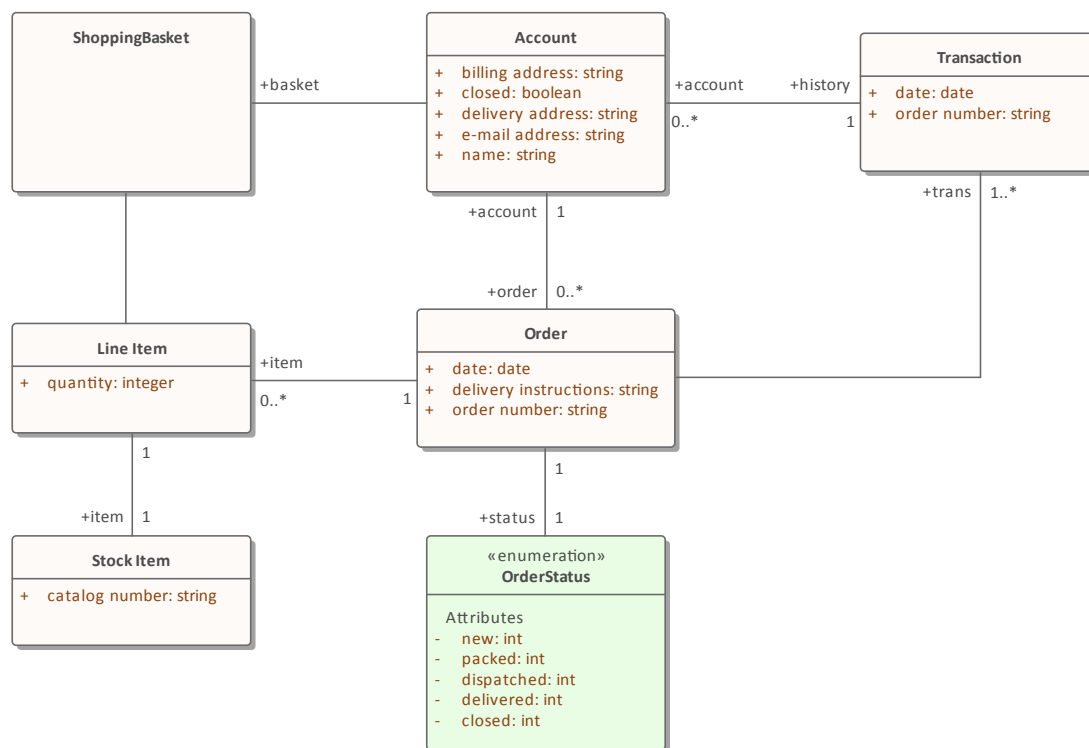 ShoppingBasket
+basket
Account
+ billing address: string
+ closed: boolean
+ delivery address: string
+ e-mail address: string
+ name: string
+account
0..*
+history
1
Transaction
+ date: date
+ order number: string
+account
1
+trans
1..*
+order
0..*
Line Item
+ quantity: integer
+item
0..*
1
Order
+ date: date
+ delivery instructions: string
+ order number: string
1
+item
1
1
+status
1
Stock Item
+ catalog number: string
«enumeration»
OrderStatus
Attributes
- new: int
- packed: int
- dispatched: int
- delivered: int
- closed: int